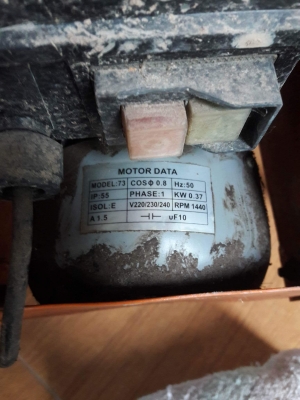 MOTOR DATA
MODEL:73 COSΦ 0.8 Hz:50
IP:55 PHASE:1 KW 0.37
ISOL:E V220/230/240 RPM 1440
A 1.5 uF10